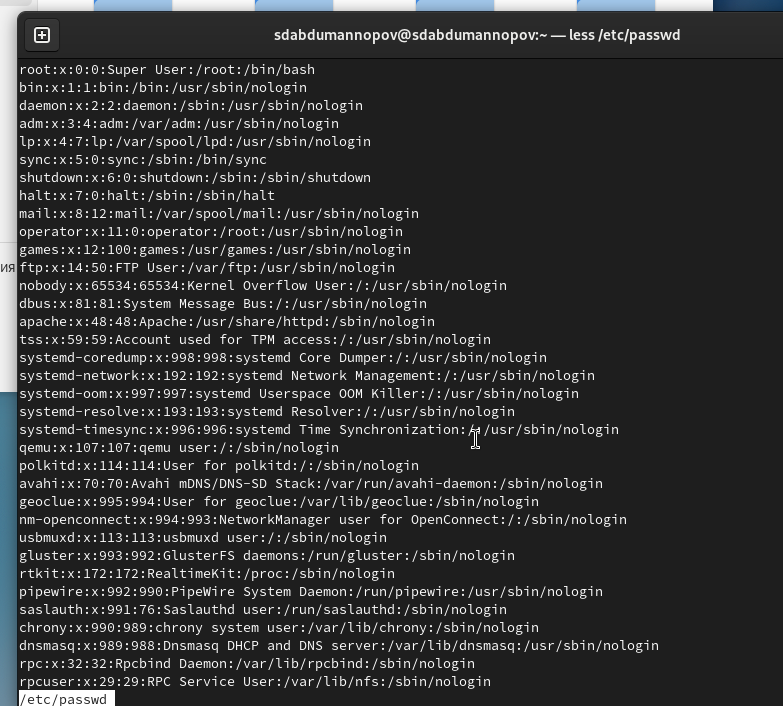 sdabdumannopov@sdabdumannopov:~ — less /etc/passwd
root:x:0:0:Super User:/root:/bin/bash
bin:x:1:1:bin:/bin:/usr/sbin/nologin
daemon:x:2:2:daemon:/sbin:/usr/sbin/nologin
adm:x:3:4:adm:/var/adm:/usr/sbin/nologin
lp:x:4:7:lp:/var/spool/lpd:/usr/sbin/nologin
sync:x:5:0:sync:/sbin:/bin/sync
shutdown:x:6:0:shutdown:/sbin:/sbin/shutdown
halt:x:7:0:halt:/sbin:/sbin/halt
mail:x:8:12:mail:/var/spool/mail:/usr/sbin/nologin
operator:x:11:0:operator:/root:/usr/sbin/nologin
games:x:12:100:games:/usr/games:/usr/sbin/nologin
ия
ftp:x:14:50:FTP User:/var/ftp:/usr/sbin/nologin
nobody:x:65534:65534:Kernel Overflow User:/:/usr/sbin/nologin
dbus:x:81:81:System Message Bus:/:/usr/sbin/nologin
apache:x:48:48:Apache:/usr/share/httpd:/sbin/nologin
tss:x:59:59:Account used for TPM access:/:/usr/sbin/nologin
systemd-coredump:x:998:998:systemd Core Dumper:/:/usr/sbin/nologin
systemd-network:x:192:192:systemd Network Management:/:/usr/sbin/nologin
systemd-oom:x:997:997:systemd Userspace OOM Killer:/:/usr/sbin/nologin
systemd-resolve:x:193:193:systemd Resolver:/:/usr/sbin/nologin
systemd-timesync:x:996:996:systemd Time Synchronization:/:/usr/sbin/nologin
qemu:x:107:107:qemu user:/:/sbin/nologin
polkitd:x:114:114:User for polkitd:/:/sbin/nologin
avahi:x:70:70:Avahi mDNS/DNS-SD Stack:/var/run/avahi-daemon:/sbin/nologin
geoclue:x:995:994:User for geoclue:/var/lib/geoclue:/sbin/nologin
nm-openconnect:x:994:993:NetworkManager user for OpenConnect:/:/sbin/nologin
usbmuxd:x:113:113:usbmuxd user:/:/sbin/nologin
gluster:x:993:992:GlusterFS daemons:/run/gluster:/sbin/nologin
rtkit:x:172:172:RealtimeKit:/proc:/sbin/nologin
pipewire:x:992:990:PipeWire System Daemon:/run/pipewire:/usr/sbin/nologin
saslauth:x:991:76:Saslauthd user:/run/saslauthd:/sbin/nologin
chrony:x:990:989:chrony system user:/var/lib/chrony:/sbin/nologin
dnsmasq:x:989:988:Dnsmasq DHCP and DNS server:/var/lib/dnsmasq:/usr/sbin/nologin
rpc:x:32:32:Rpcbind Daemon:/var/lib/rpcbind:/sbin/nologin
rpcuser:x:29:29:RPC Service User:/var/lib/nfs:/sbin/nologin
/etc/passwd